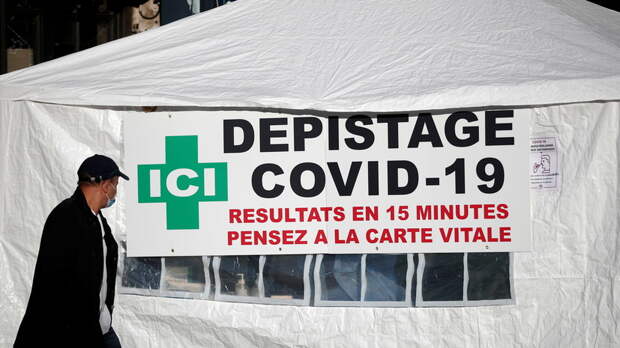 DEPISTAGE
ICI COVID-19
RESULTATS EN 15 MINUTES
PENSEZ A LA CARTE VITALE